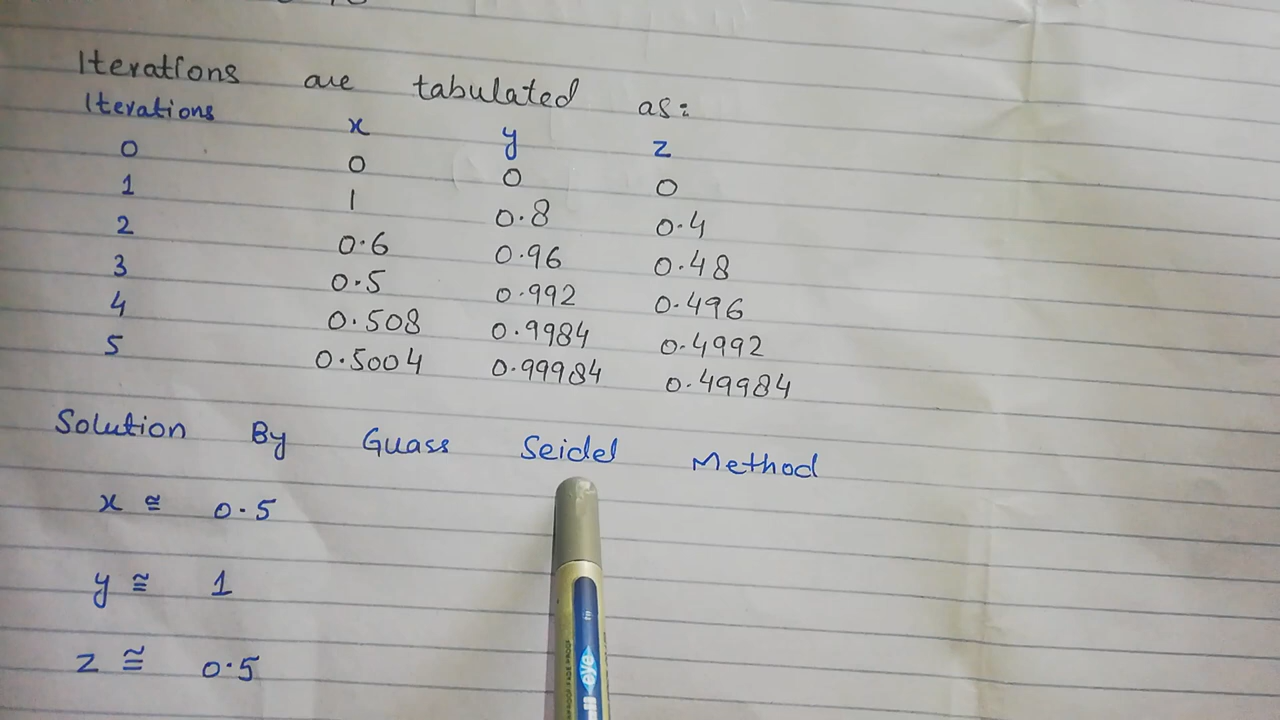 Iterations are tabulated as:
Iterations x y z
0 0 0 0
1 1 0.8 0.4
2 0.6 0.96 0.48
3 0.5 0.992 0.496
4 0.508 0.9984 0.4992
5 0.5004 0.99984 0.49984
Solution By Guass Seidel Method
x ≅ 0.5
y ≅ 1
z ≅ 0.5
eye